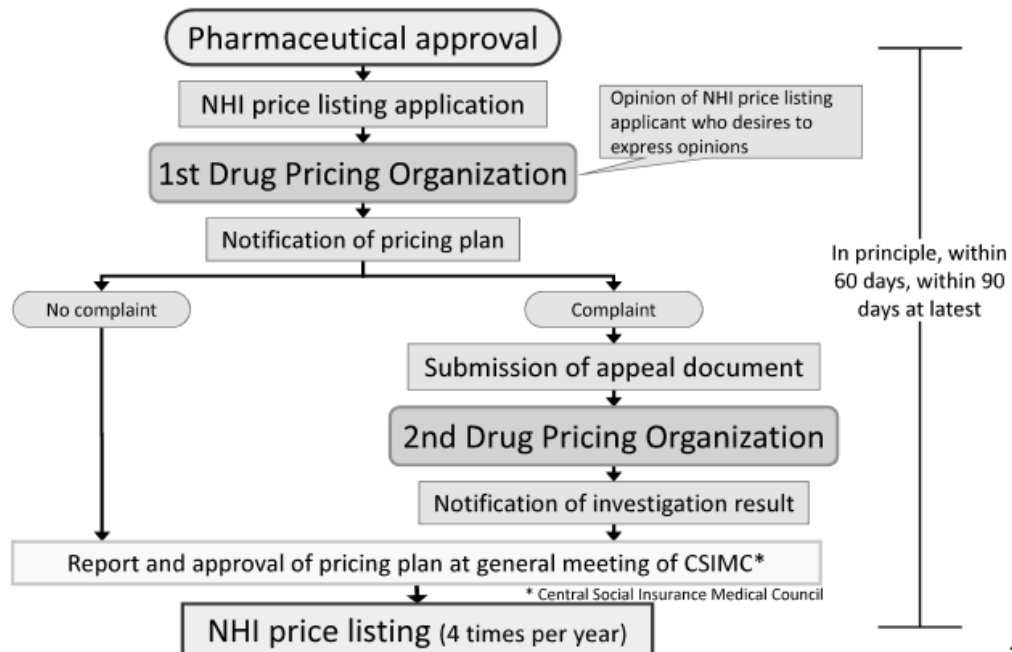 Pharmaceutical approval
NHI price listing application
Opinion of NHI price listing
applicant who desires to
express opinions
1st Drug Pricing Organization
Notification of pricing plan
In principle, within
60 days, within 90
days at latest
No complaint
Complaint
Submission of appeal document
2nd Drug Pricing Organization
Notification of investigation result
Report and approval of pricing plan at general meeting of CSIMC*
* Central Social Insurance Medical Council
NHI price listing (4 times per year)